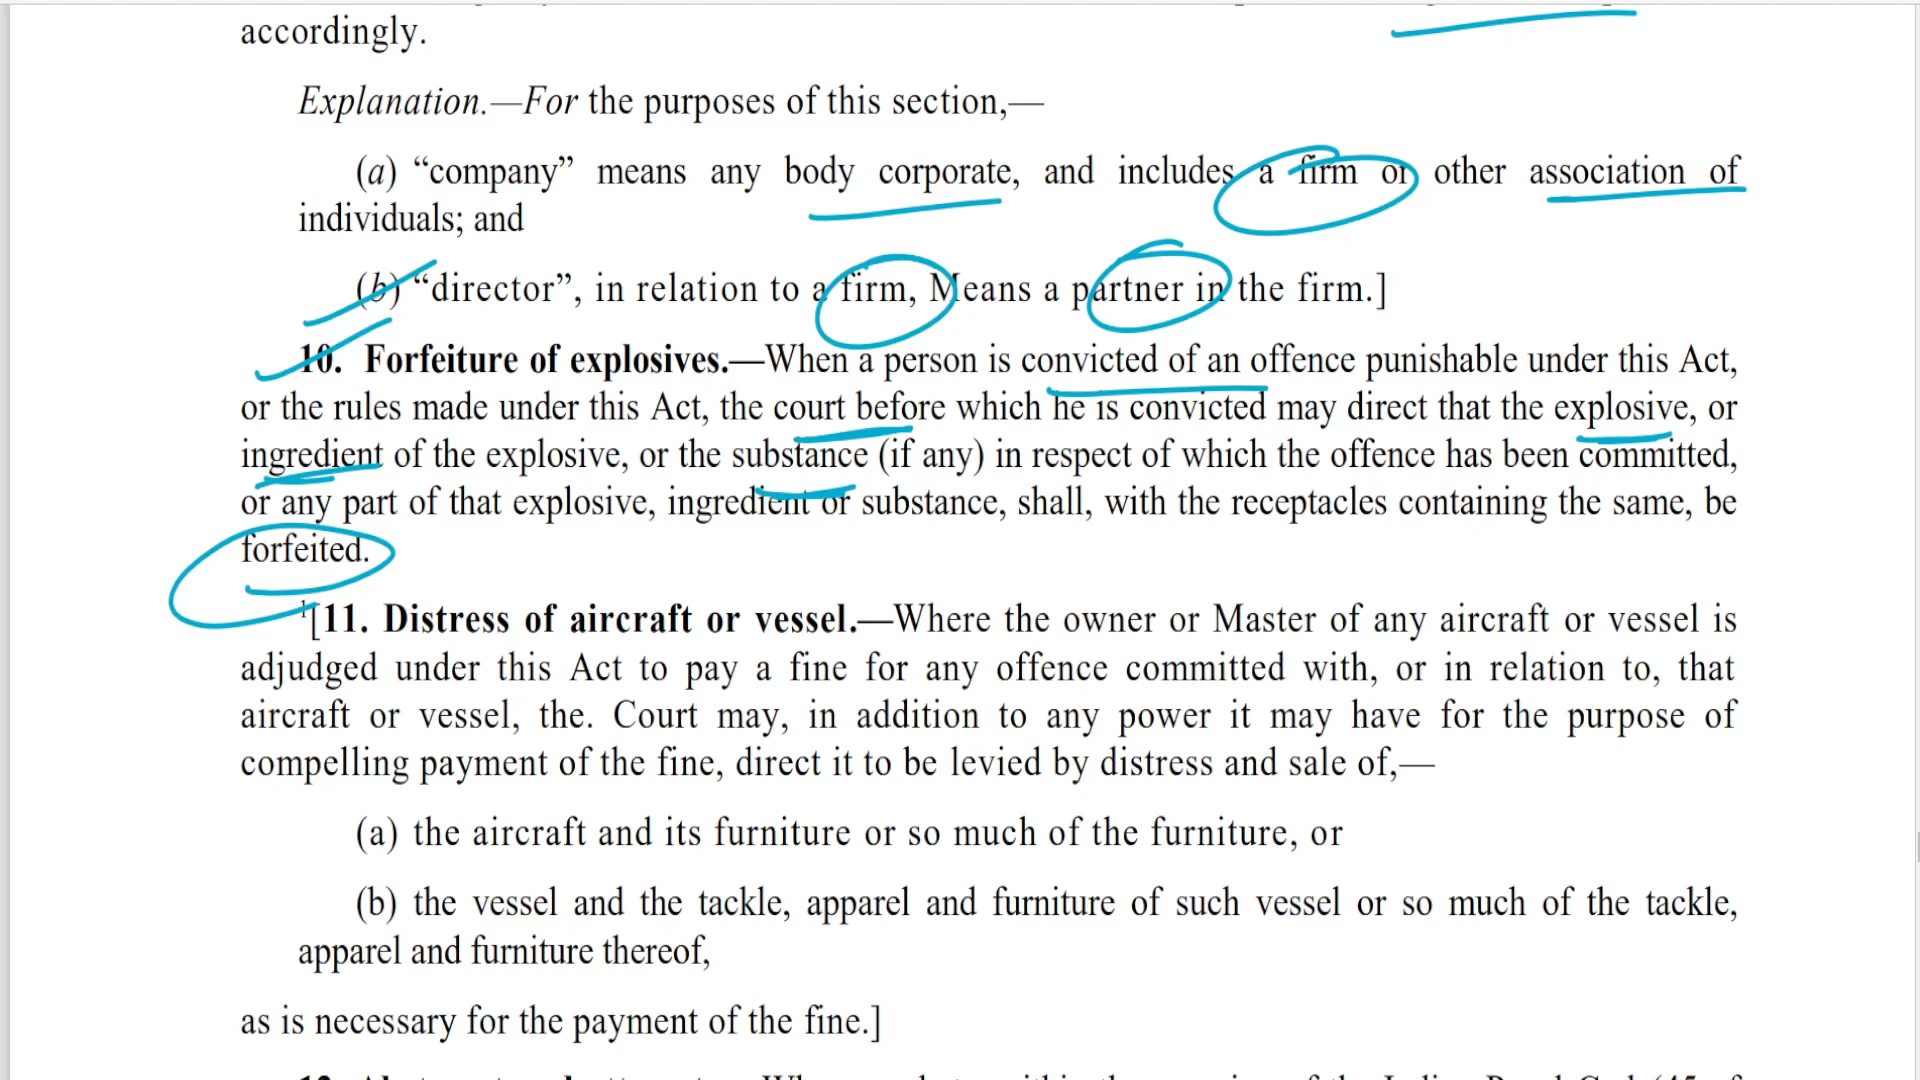 accordingly.
Explanation.—For the purposes of this section,—
(a) “company” means any body corporate, and includes a firm or other association of
individuals; and
(b) “director”, in relation to a firm, Means a partner in the firm.]
10. Forfeiture of explosives.—When a person is convicted of an offence punishable under this Act,
or the rules made under this Act, the court before which he is convicted may direct that the explosive, or
ingredient of the explosive, or the substance (if any) in respect of which the offence has been committed,
or any part of that explosive, ingredient or substance, shall, with the receptacles containing the same, be
forfeited.
1[11. Distress of aircraft or vessel.—Where the owner or Master of any aircraft or vessel is
adjudged under this Act to pay a fine for any offence committed with, or in relation to, that
aircraft or vessel, the. Court may, in addition to any power it may have for the purpose of
compelling payment of the fine, direct it to be levied by distress and sale of,—
(a) the aircraft and its furniture or so much of the furniture, or
(b) the vessel and the tackle, apparel and furniture of such vessel or so much of the tackle,
apparel and furniture thereof,
as is necessary for the payment of the fine.]